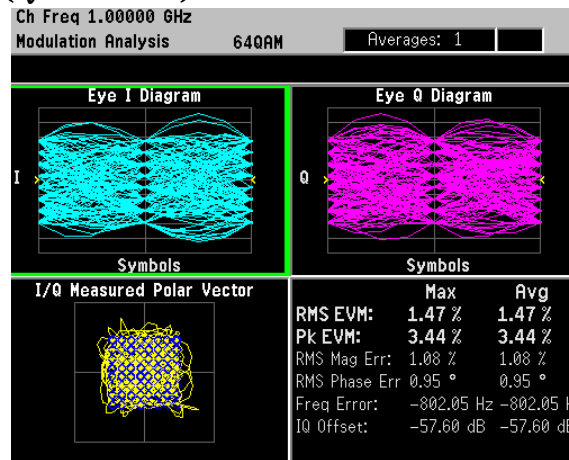 Ch Freq 1.00000 GHz
Modulation Analysis 64QAM Averages: 1
Eye I Diagram Eye Q Diagram
I Q
Symbols Symbols
I/Q Measured Polar Vector
Max Avg
RMS EVM: 1.47 % 1.47 %
Pk EVM: 3.44 % 3.44 %
RMS Mag Err: 1.08 % 1.08 %
RMS Phase Err 0.95 ° 0.95 °
Freq Error: -802.05 Hz -802.05 H
IQ Offset: -57.60 dB -57.60 dB